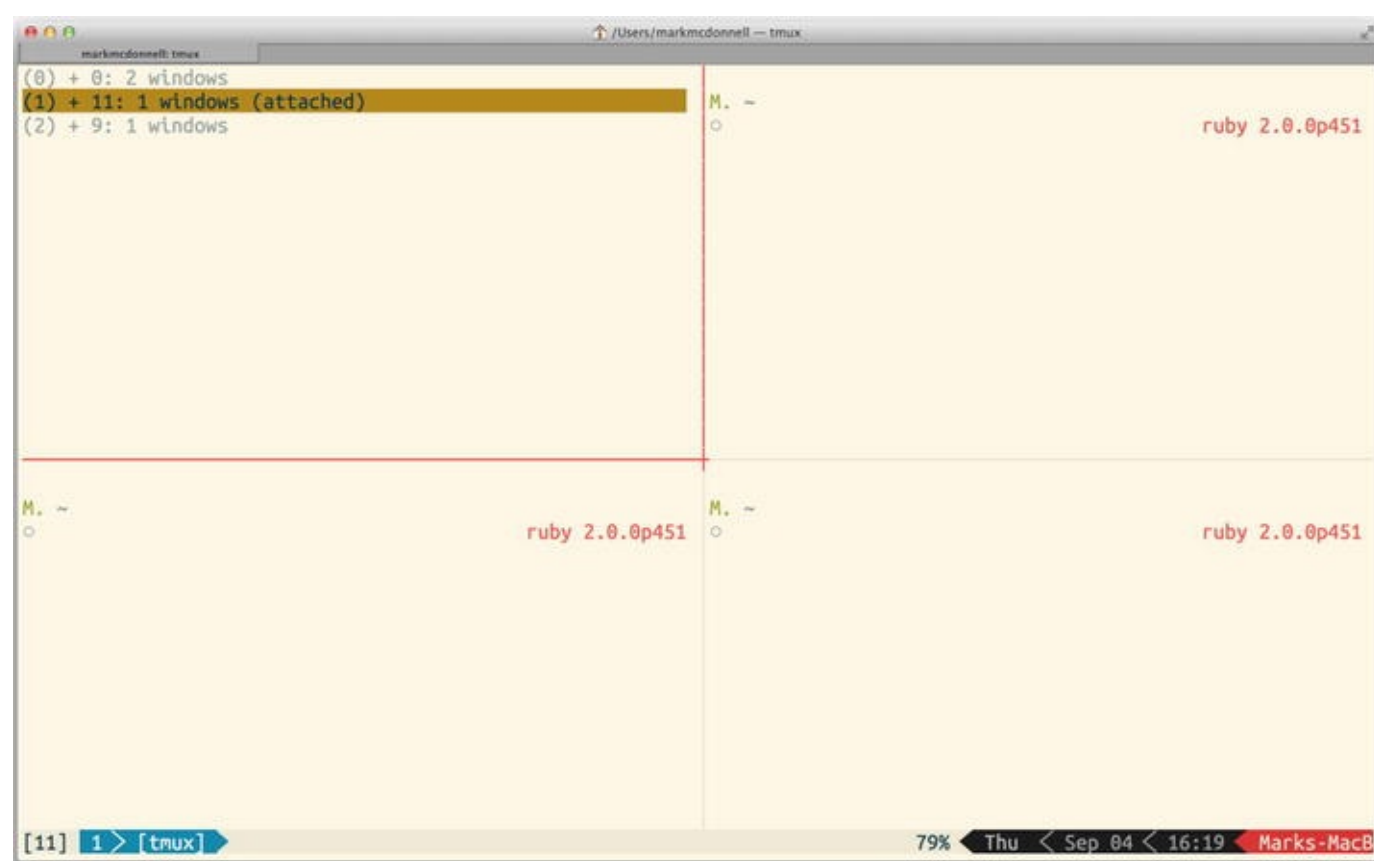 /Users/markmcdonnell — tmux
markmcdonnell: tmux
(0) + 0: 2 windows
(1) + 11: 1 windows (attached)
(2) + 9: 1 windows
M. ~
ruby 2.0.0p451
M. ~
ruby 2.0.0p451
M. ~
ruby 2.0.0p451
[11] 1 [tmux] 79% Thu Sep 04 16:19 Marks-MacB